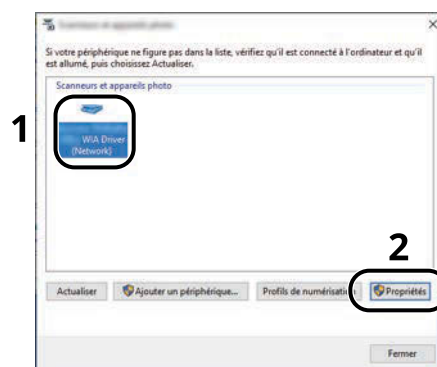 Si votre périphérique ne figure pas dans la liste, vérifiez qu'il est connecté à l'ordinateur et qu'il
est allumé, puis choisissez Actualiser.
Scanneurs et appareils photo
1
WIA Driver
(Network)
2
Actualiser
Ajouter un périphérique...
Profils de numérisation
Propriétés
Fermer